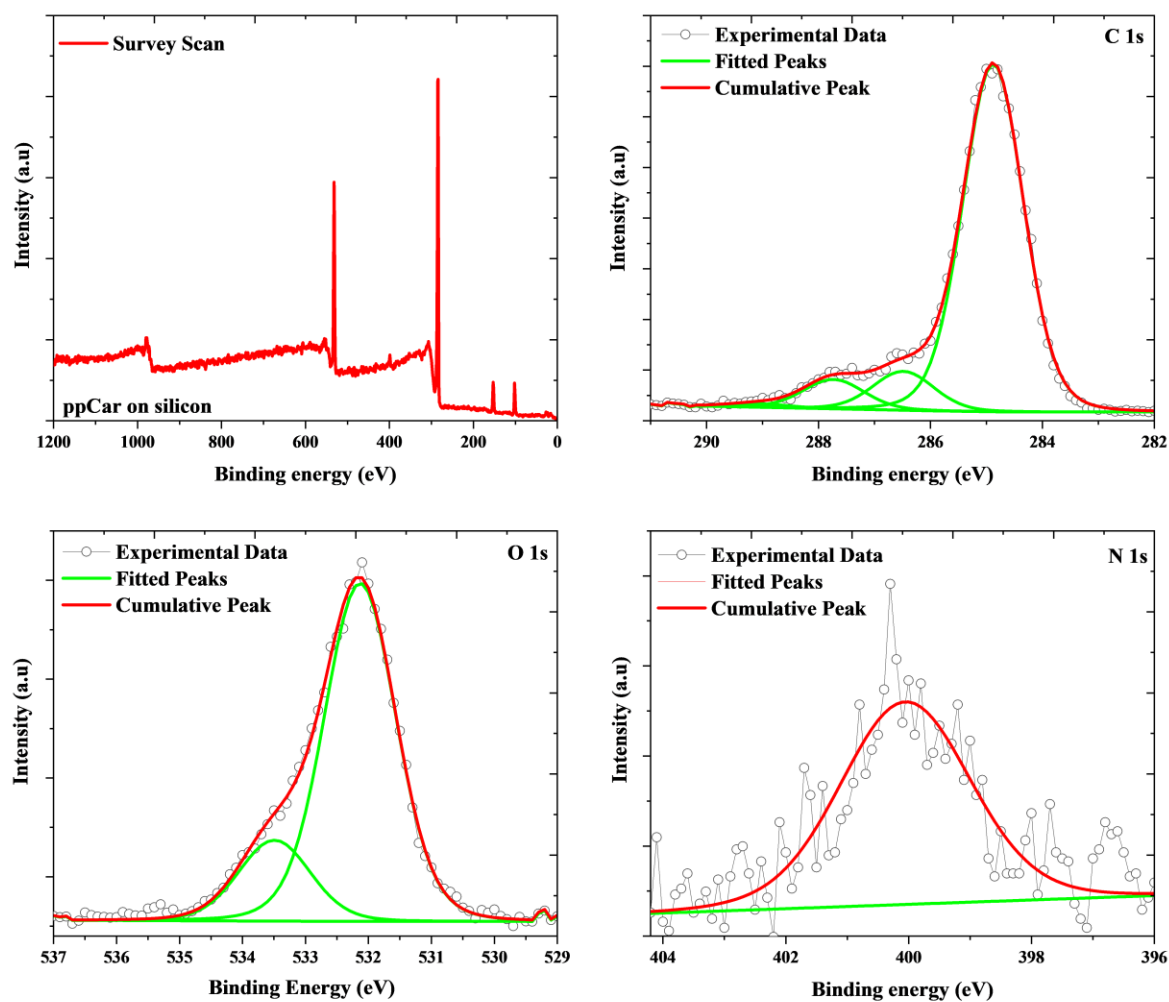 Survey Scan
Intensity (a.u)
ppCar on silicon
1200 1000 800 600 400 200 0
Binding energy (eV)
Experimental Data
Fitted Peaks
Cumulative Peak
C 1s
Intensity (a.u)
290 288 286 284 282
Binding energy (eV)
Experimental Data
Fitted Peaks
Cumulative Peak
O 1s
Intensity (a.u)
537 536 535 534 533 532 531 530 529
Binding Energy (eV)
Experimental Data
Fitted Peaks
Cumulative Peak
N 1s
Intensity (a.u)
404 402 400 398 396
Binding energy (eV)